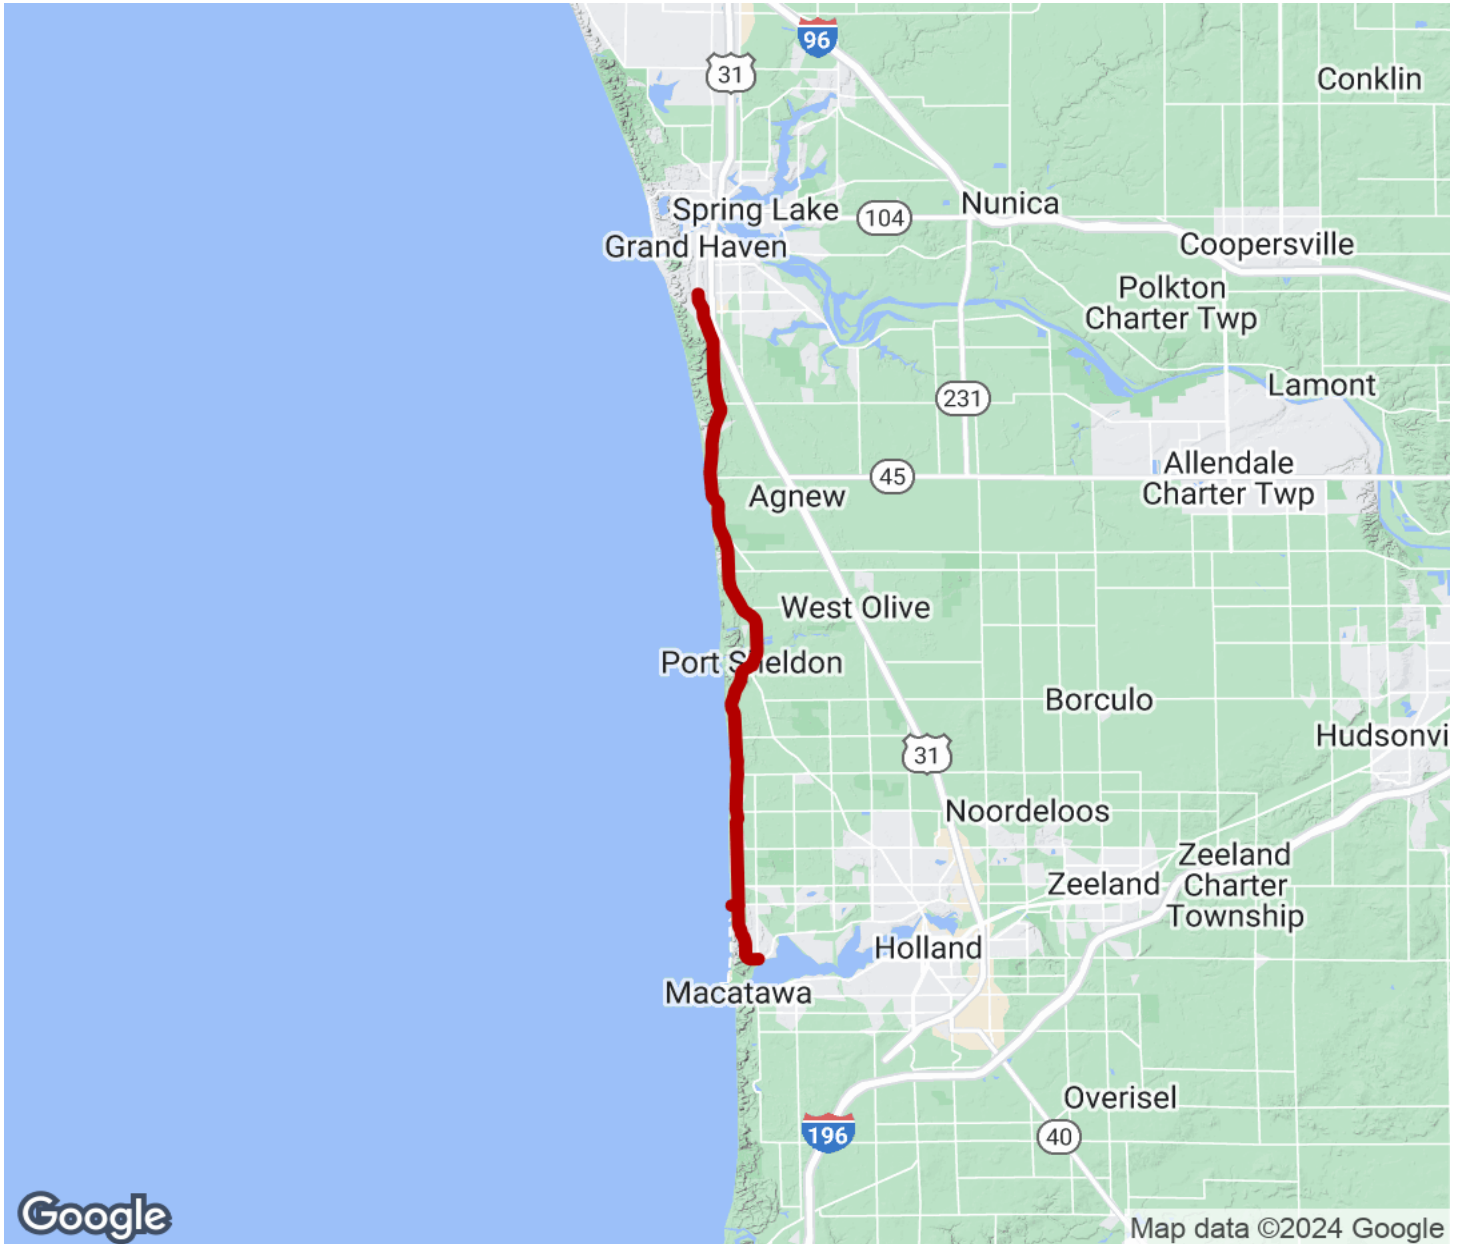 96
31
Conklin
Spring Lake
104
Nunica
Grand Haven
Coopersville
Polkton
Charter Twp
Lamont
231
Allendale
Charter Twp
45
Agnew
West Olive
Port Sheldon
Borculo
Hudsonvi
31
Noordeloos
Zeeland
Zeeland
Charter
Township
Holland
Macatawa
Overisel
196
40
Google
Map data ©2024 Google